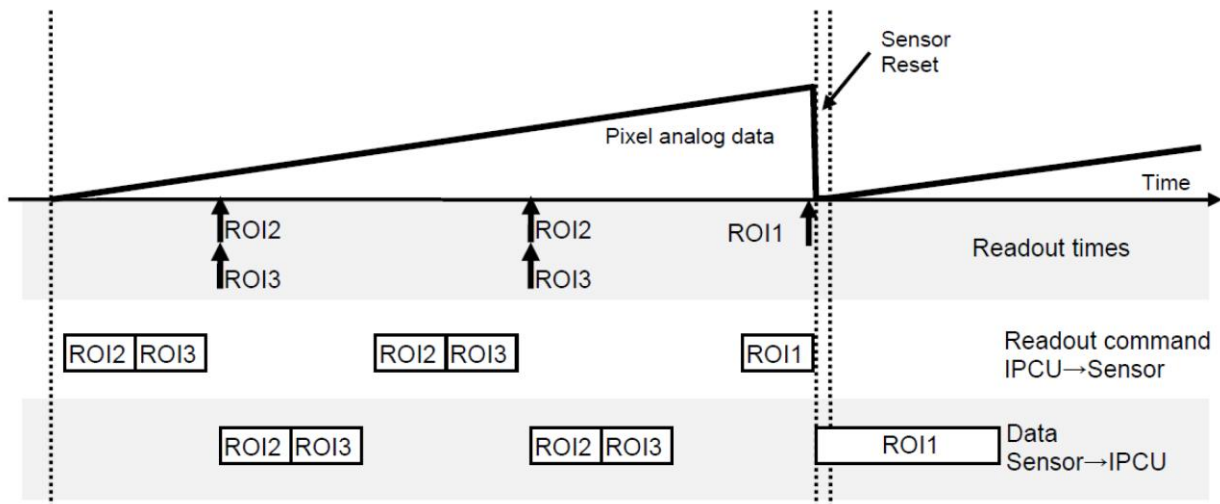 Sensor
Reset
Pixel analog data
Time
ROI2
ROI2
ROI1
ROI3
ROI3
Readout times
ROI2 ROI3
ROI2 ROI3
ROI1
Readout command
IPCU→Sensor
ROI2 ROI3
ROI2 ROI3
ROI1
Data
Sensor→IPCU